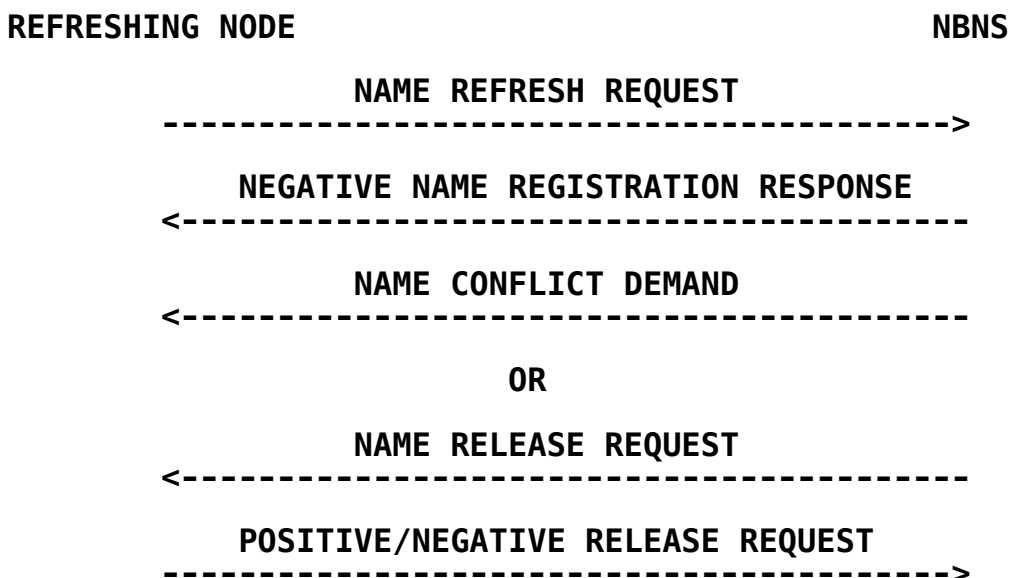 REFRESHING NODE NBNS
NAME REFRESH REQUEST
----------------------------------------->
NEGATIVE NAME REGISTRATION RESPONSE
<-----------------------------------------
NAME CONFLICT DEMAND
<-----------------------------------------
OR
NAME RELEASE REQUEST
<-----------------------------------------
POSITIVE/NEGATIVE RELEASE REQUEST
----------------------------------------->